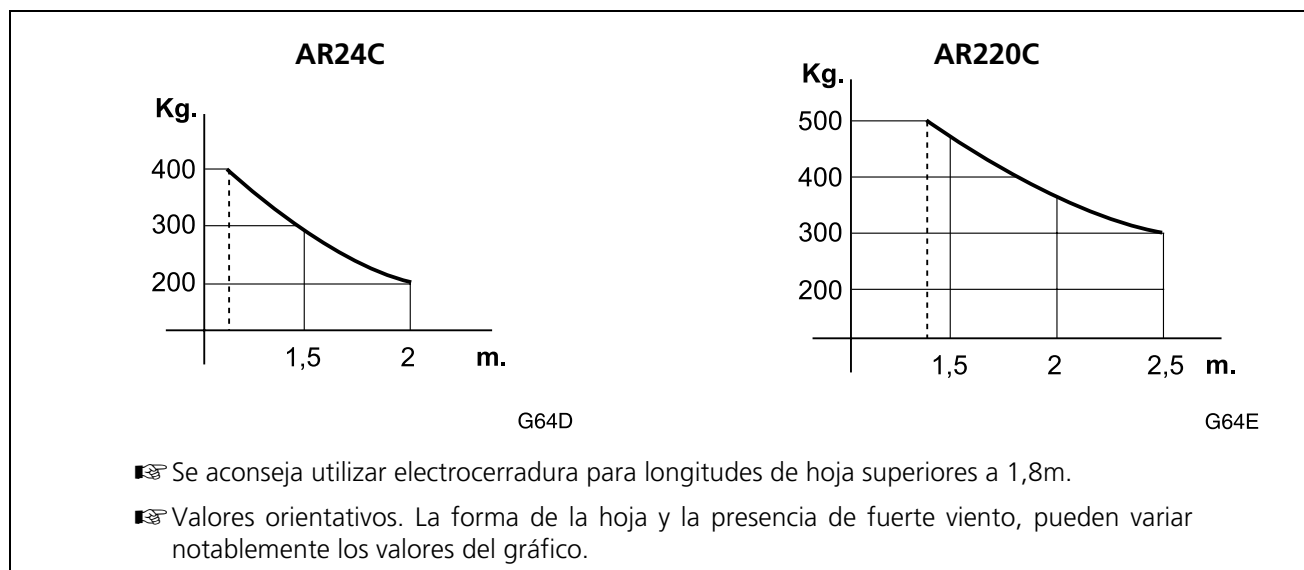 AR24C
Kg.
400
300
200
1,5 2 m.
G64D
AR220C
Kg.
500
400
300
200
1,5 2 2,5 m.
G64E
☞ Se aconseja utilizar electrocerradura para longitudes de hoja superiores a 1,8m.
☞ Valores orientativos. La forma de la hoja y la presencia de fuerte viento, pueden variar
notablemente los valores del gráfico.